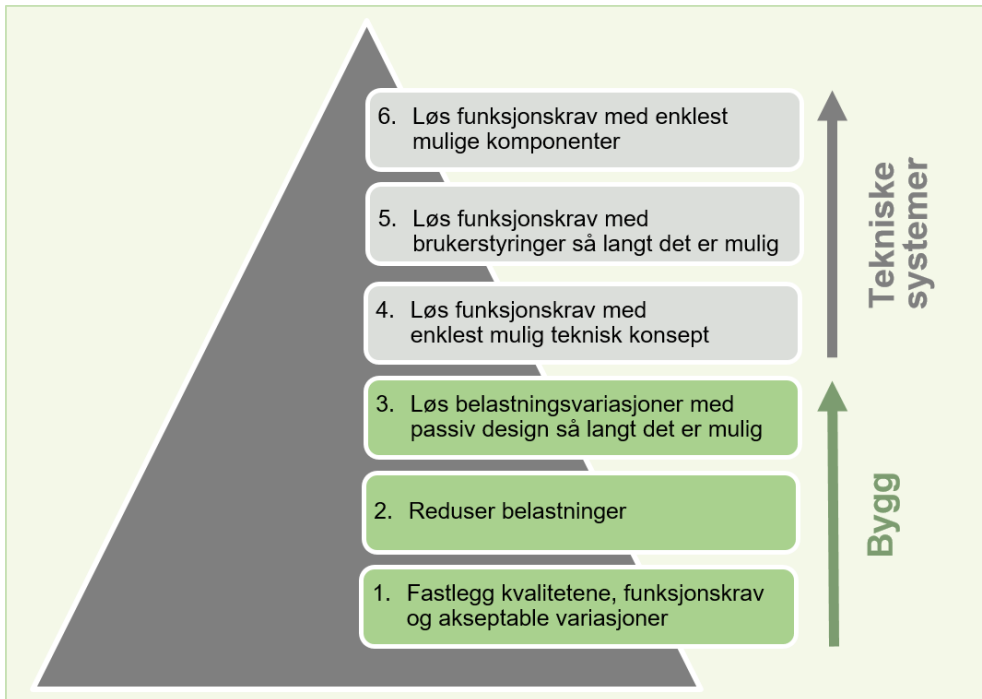 6. Løs funksjonskrav med enklest
mulige komponenter
5. Løs funksjonskrav med
brukerstyringer så langt det er mulig
4. Løs funksjonskrav med
enklest mulig teknisk konsept
3. Løs belastningsvariasjoner med
passiv design så langt det er mulig
2. Reduser belastninger
1. Fastlegg kvalitetene, funksjonskrav
og akseptable variasjoner
Tekniske
systemer
Bygg